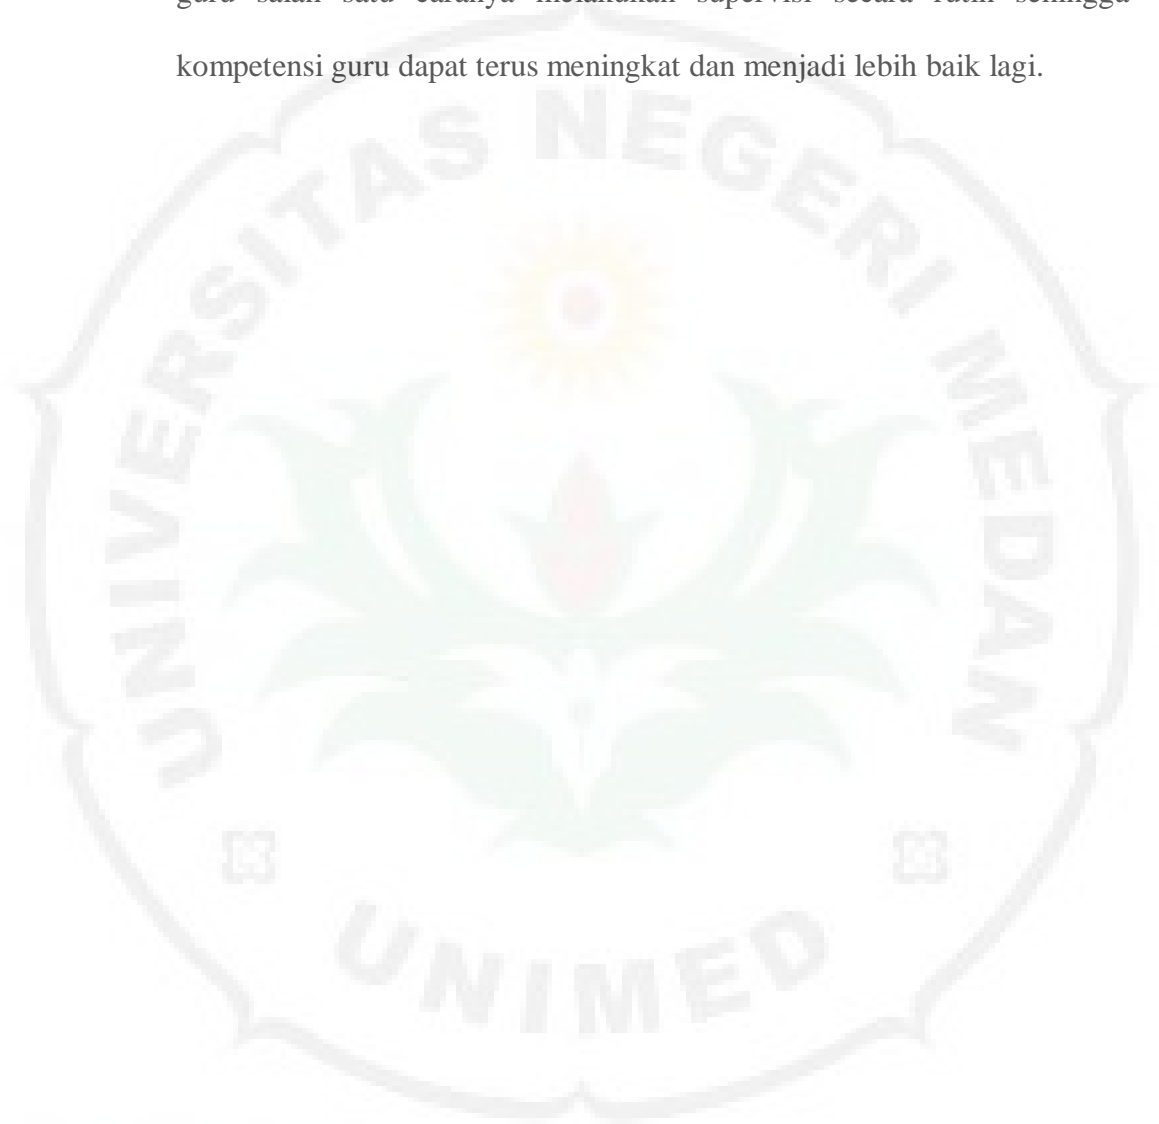 guru salah satu caranya melakukan supervisi secara rutin sehingga
kompetensi guru dapat terus meningkat dan menjadi lebih baik lagi.
UNIVERSITAS NEGERI MEDAN
UNIMED